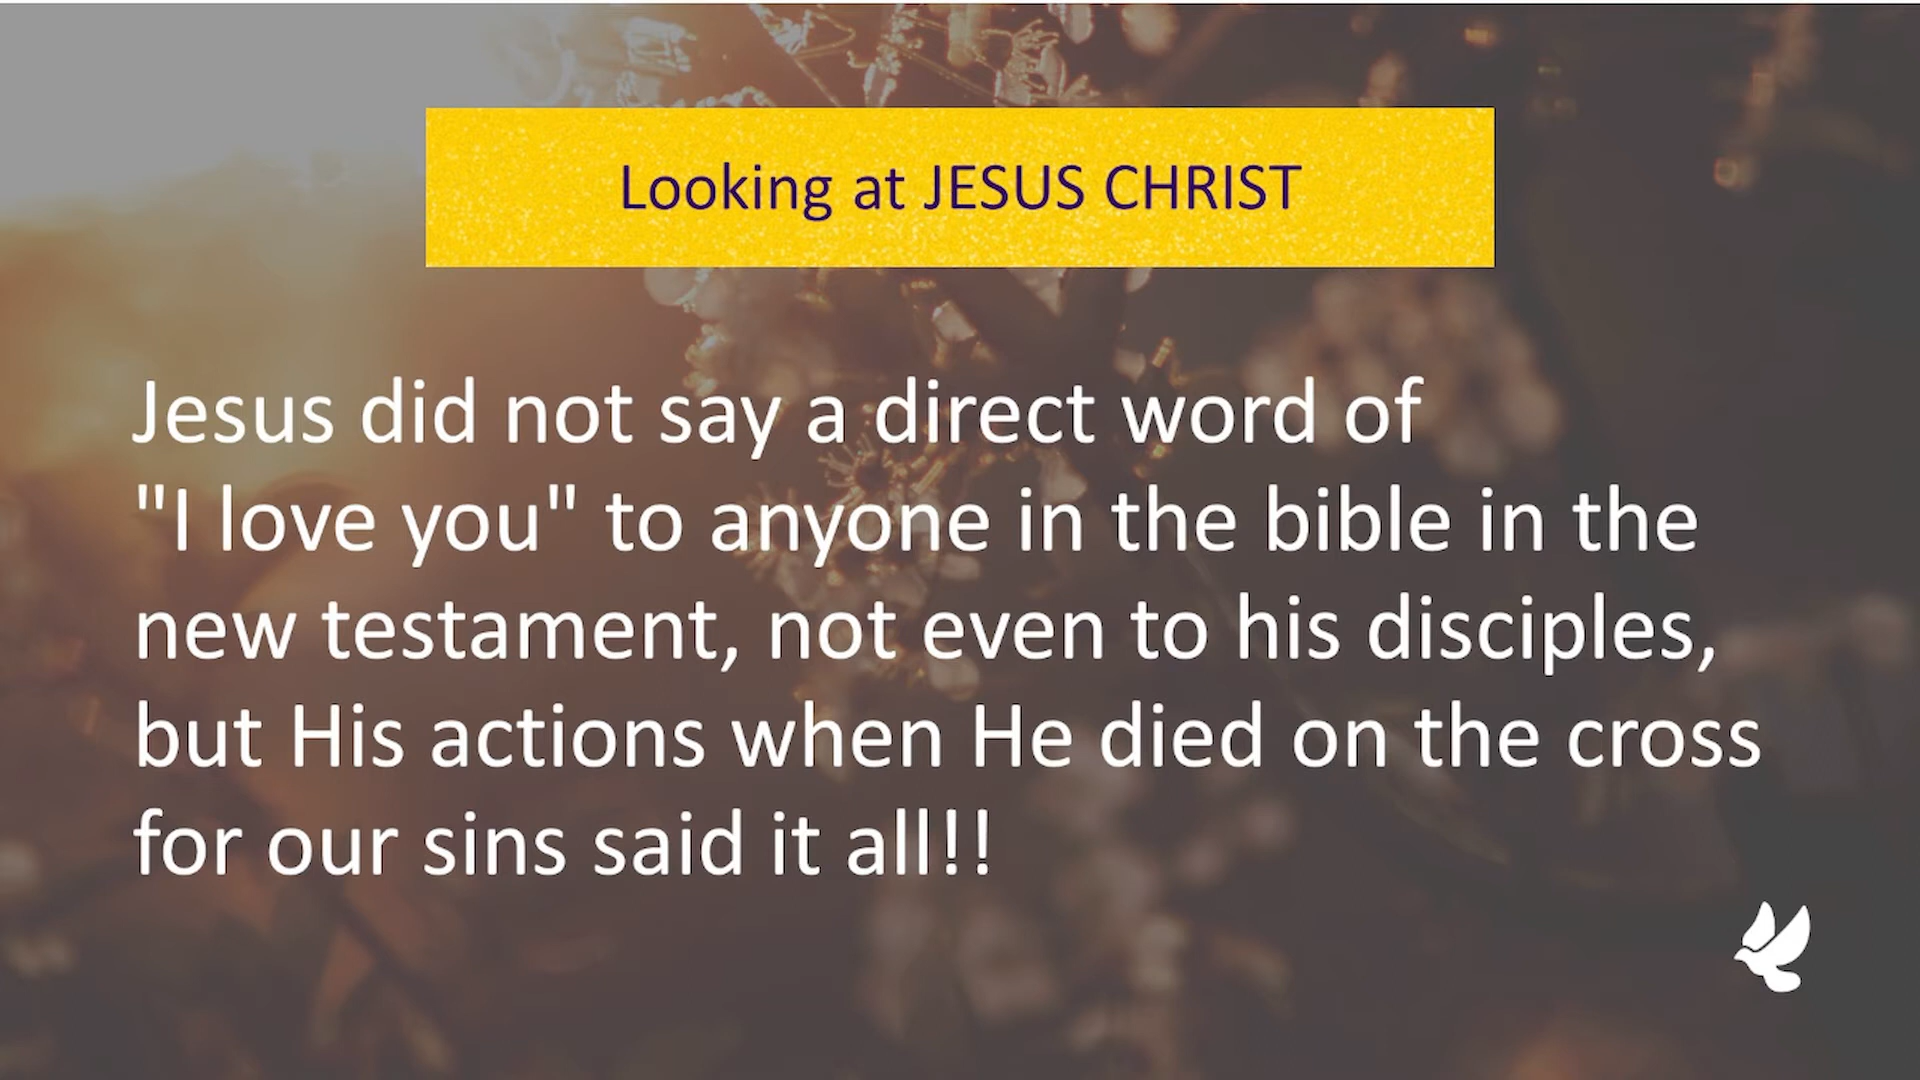 Looking at JESUS CHRIST
Jesus did not say a direct word of
"I love you" to anyone in the bible in the
new testament, not even to his disciples,
but His actions when He died on the cross
for our sins said it all!!